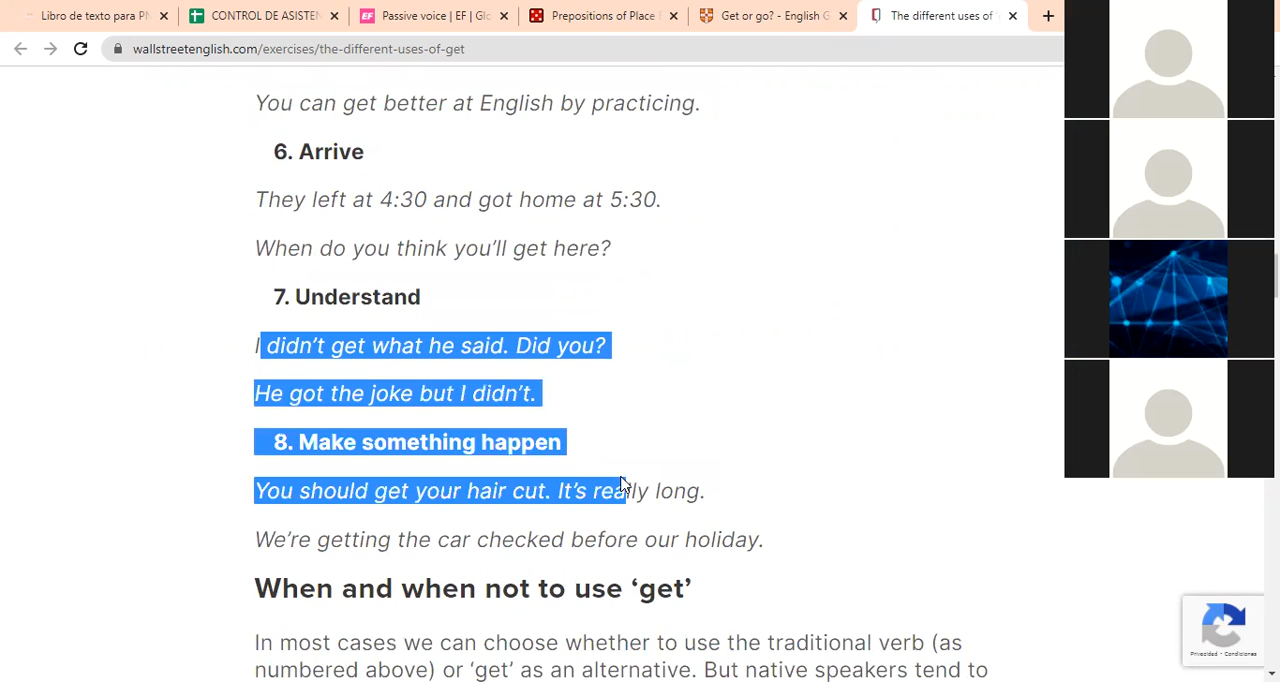 Libro de texto para PN
CONTROL DE ASISTEN
Passive voice | EF | Glo
Prepositions of Place
Get or go? - English G
The different uses of
wallstreetenglish.com/exercises/the-different-uses-of-get
You can get better at English by practicing.
6. Arrive
They left at 4:30 and got home at 5:30.
When do you think you’ll get here?
7. Understand
I didn’t get what he said. Did you?
He got the joke but I didn’t.
8. Make something happen
You should get your hair cut. It’s really long.
We’re getting the car checked before our holiday.
When and when not to use ‘get’
In most cases we can choose whether to use the traditional verb (as
numbered above) or ‘get’ as an alternative. But native speakers tend to
Privacidad - Condiciones